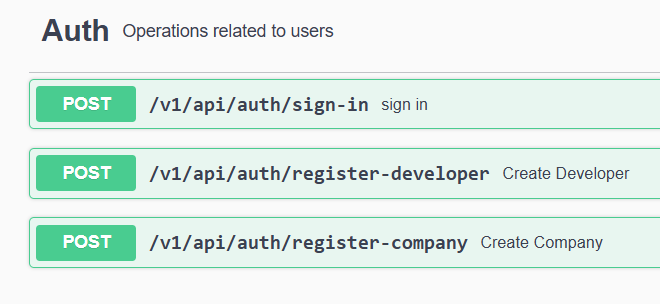 Auth Operations related to users
POST /v1/api/auth/sign-in sign in
POST /v1/api/auth/register-developer Create Developer
POST /v1/api/auth/register-company Create Company